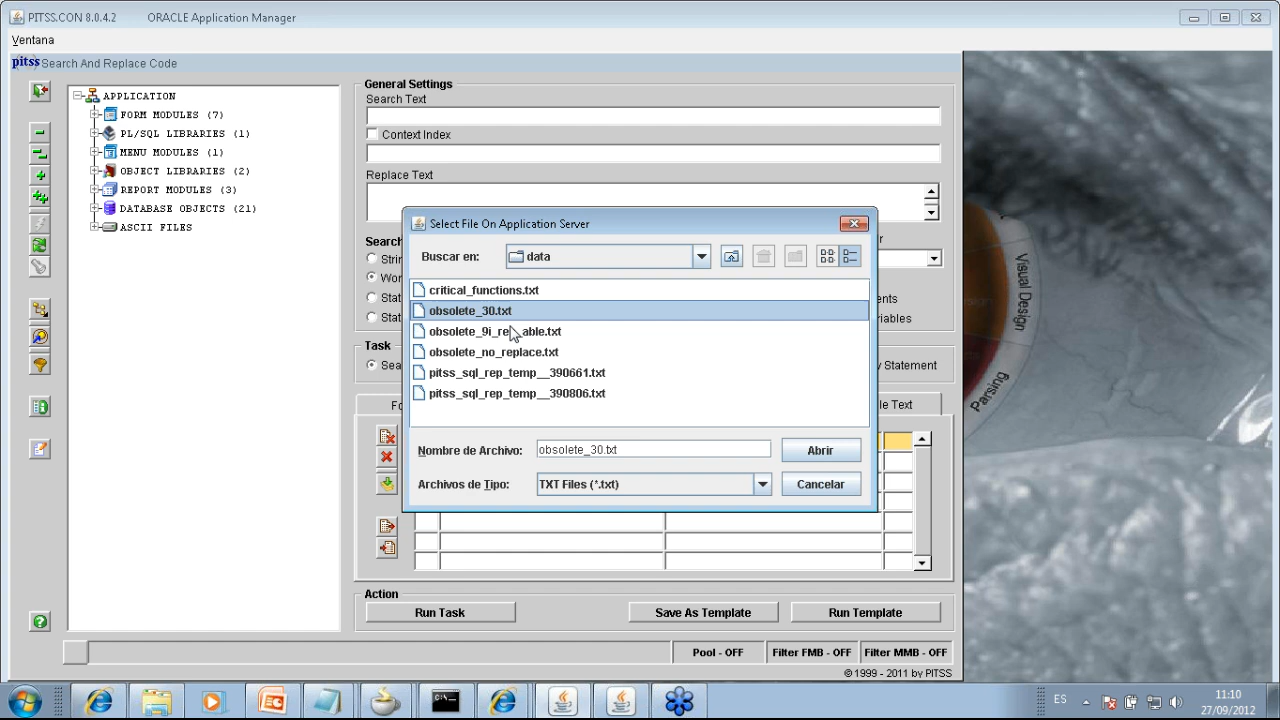 PITSS.CON 8.0.4.2 ORACLE Application Manager
Ventana
pitss Search And Replace Code
APPLICATION
FORM MODULES (7)
PL/SQL LIBRARIES (1)
MENU MODULES (1)
OBJECT LIBRARIES (2)
REPORT MODULES (3)
DATABASE OBJECTS (21)
ASCII FILES
General Settings
Search Text
Context Index
Replace Text
Search
Task
Select File On Application Server
Buscar en: data
critical_functions.txt
obsolete_30.txt
obsolete_no_replace.txt
pitss_sql_rep_temp__390661.txt
pitss_sql_rep_temp__390806.txt
Nombre de Archivo: obsolete_30.txt Abrir
Archivos de Tipo: TXT Files (*.txt) Cancelar
Statement
Text
Action
Run Task Save As Template Run Template
Pool - OFF Filter FMB - OFF Filter MMB - OFF
© 1999 - 2011 by PITSS
Visual Design
Parsing
ES
11:10
27/09/2012